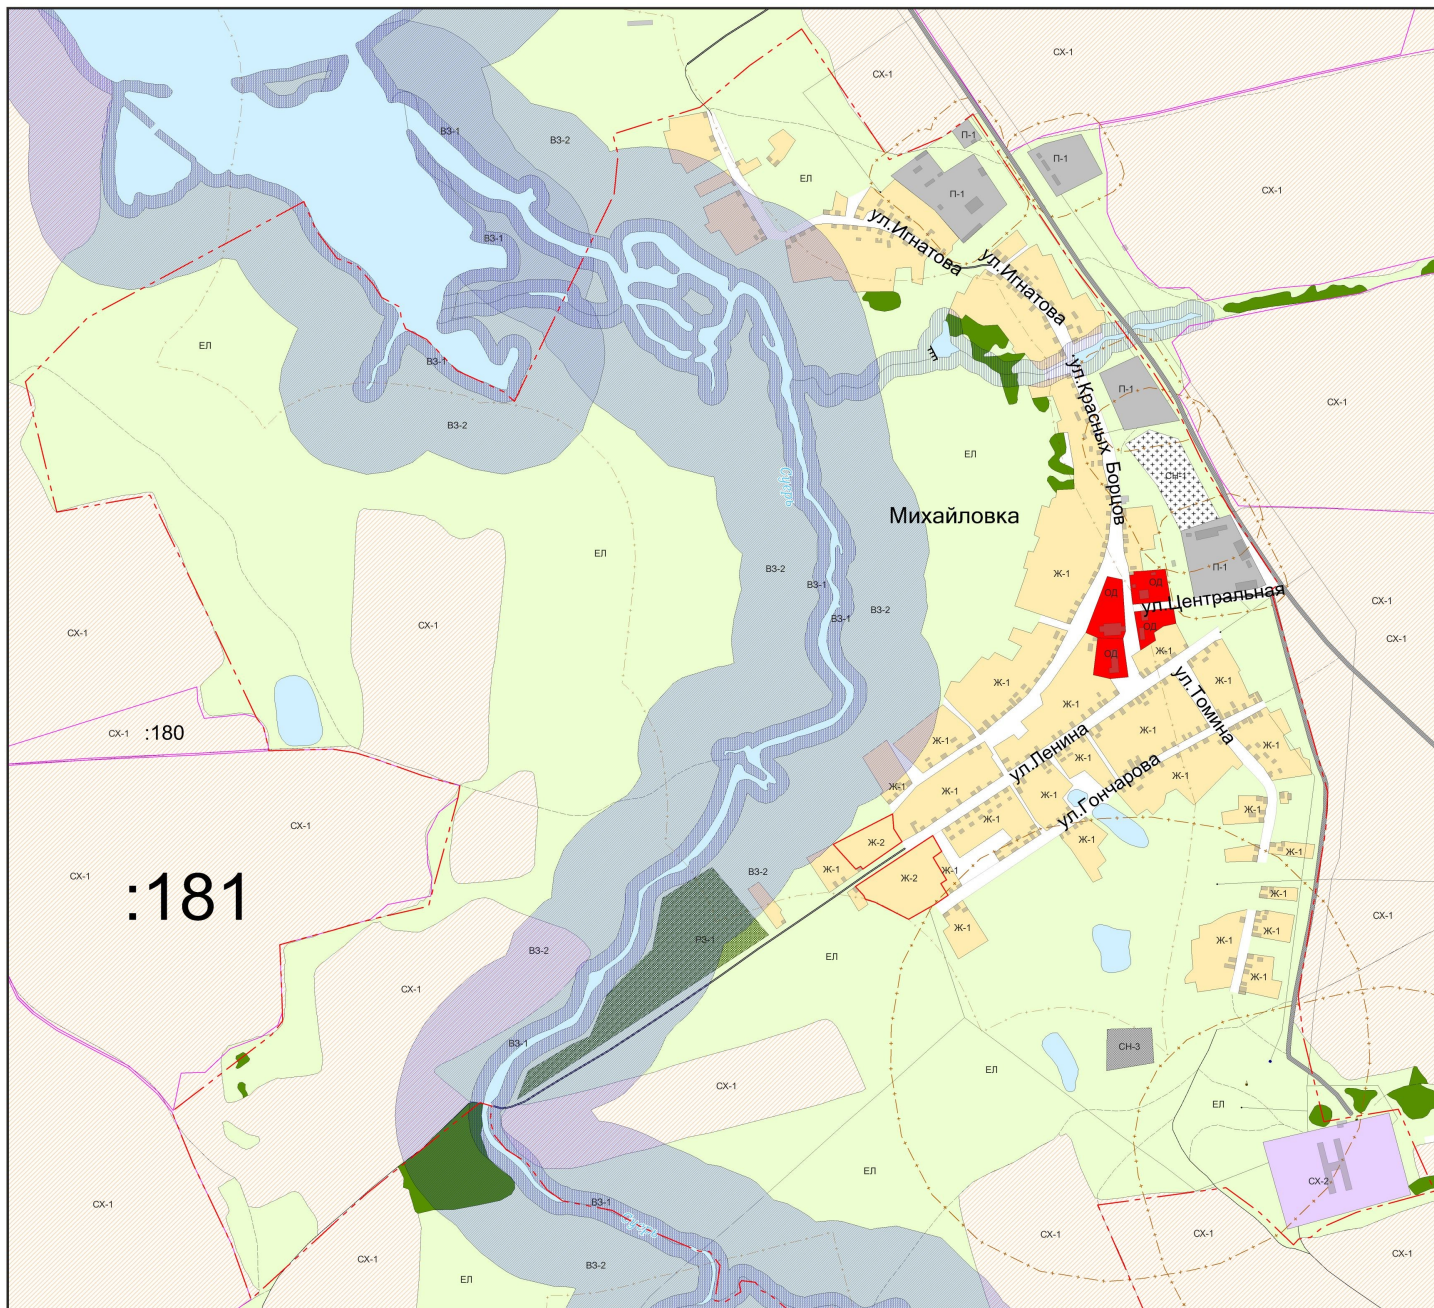 СХ-1
СХ-1
ВЗ-1
ВЗ-2
П-1
П-1
ЕЛ
П-1
СХ-1
ул.Игнатова
ВЗ-1
ул.Игнатова
ЕЛ
ВЗ-1
ул.Красных Борцов
П-1
СХ-1
ВЗ-2
ЕЛ
СН-1
Михайловка
ЕЛ
ВЗ-2
ВЗ-1
Ж-1
П-1
ОД
ОД
ул.Центральная
СХ-1
ВЗ-2
ВЗ-1
СХ-1
СХ-1
ОД
СХ-1
ОД
Ж-1
Ж-1
Ж-1
ул.Томина
Ж-1
СХ-1
:180
Ж-1
ул.Ленина
Ж-1
Ж-1
Ж-1
Ж-1
Ж-1
Ж-1
Ж-1
ул.Гончарова
Ж-1
Ж-1
СХ-1
Ж-1
Ж-1
Ж-2
Ж-1
Ж-1
ВЗ-2
Ж-1
Ж-1
СХ-1
Ж-2
:181
Ж-1
СХ-1
Ж-1
Ж-1
РЗ-1
Ж-1
ВЗ-2
ЕЛ
Ж-1
СХ-1
ВЗ-1
СН-3
ЕЛ
СХ-1
ЕЛ
ЕЛ
СХ-2
СХ-1
ВЗ-1
СХ-1
СХ-1
СХ-1
СХ-1
ВЗ-2
ЕЛ